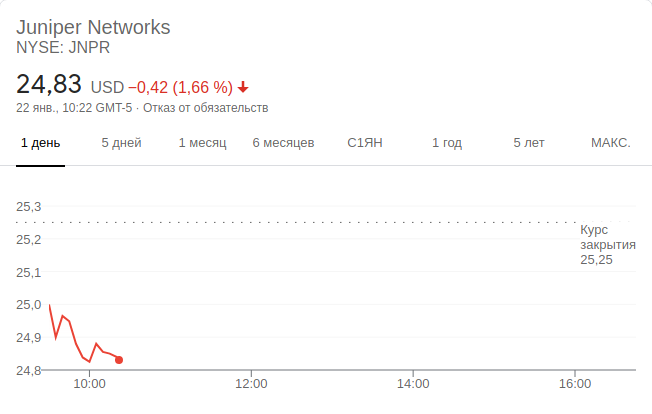 Juniper Networks
NYSE: JNPR
24,83 USD −0,42 (1,66 %)
22 янв., 10:22 GMT-5 · Отказ от обязательств
1 день 5 дней 1 месяц 6 месяцев С1ЯН 1 год 5 лет МАКС.
25,3
Курс
25,2 закрытия
25,25
25,1
25,0
24,9
24,8
10:00 12:00 14:00 16:00